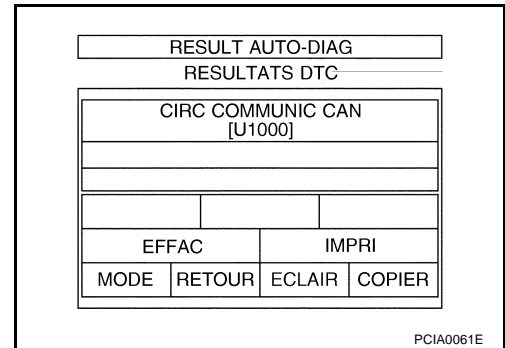 RESULT AUTO-DIAG
RESULTATS DTC
CIRC COMMUNIC CAN
[U1000]
EFFAC IMPRI
MODE RETOUR ECLAIR COPIER
PCIA0061E